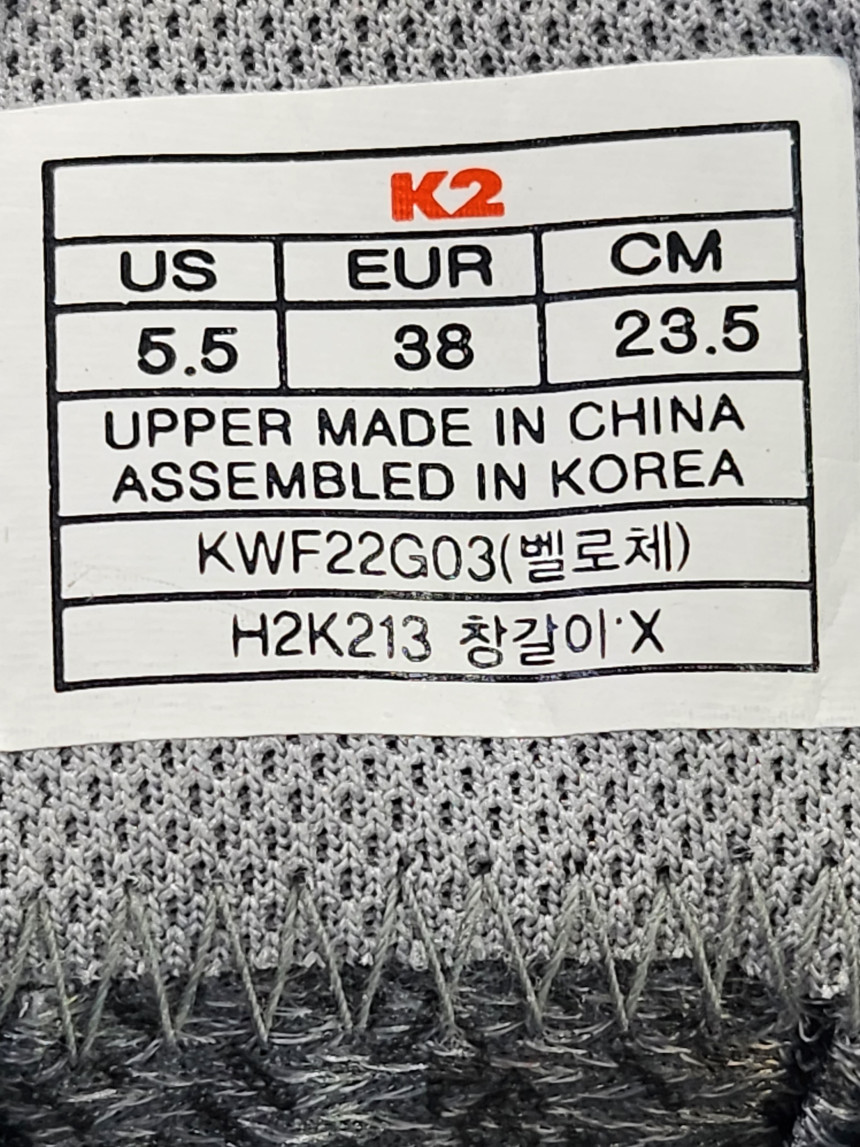 K2
US EUR CM
5.5 38 23.5
UPPER MADE IN CHINA
ASSEMBLED IN KOREA
KWF22G03(벨로체)
H2K213 창갈이·X